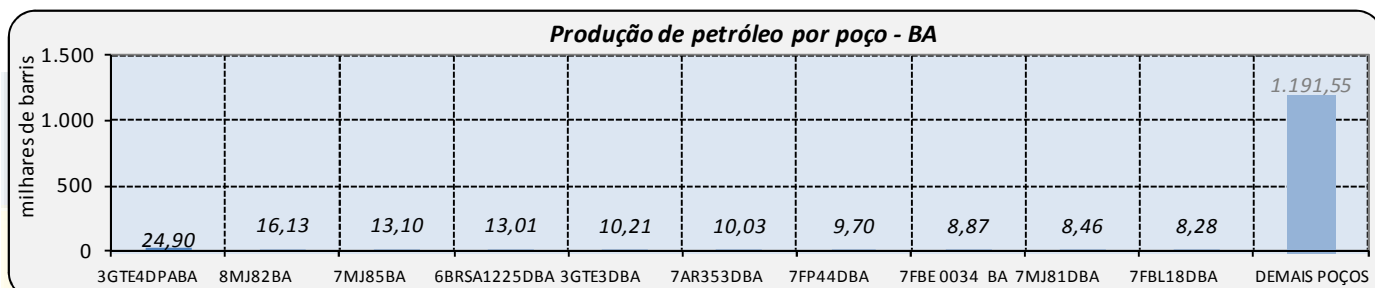 Produção de petróleo por poço - BA
milhares de barris
1.500
1.000
500
0
24,90 16,13 13,10 13,01 10,21 10,03 9,70 8,87 8,46 8,28 1.191,55
3GTE4DPABA 8MJ82BA 7MJ85BA 6BRSA1225DBA 3GTE3DBA 7AR353DBA 7FP44DBA 7FBE0034 BA 7MJ81DBA 7FBL18DBA DEMAIS POÇOS